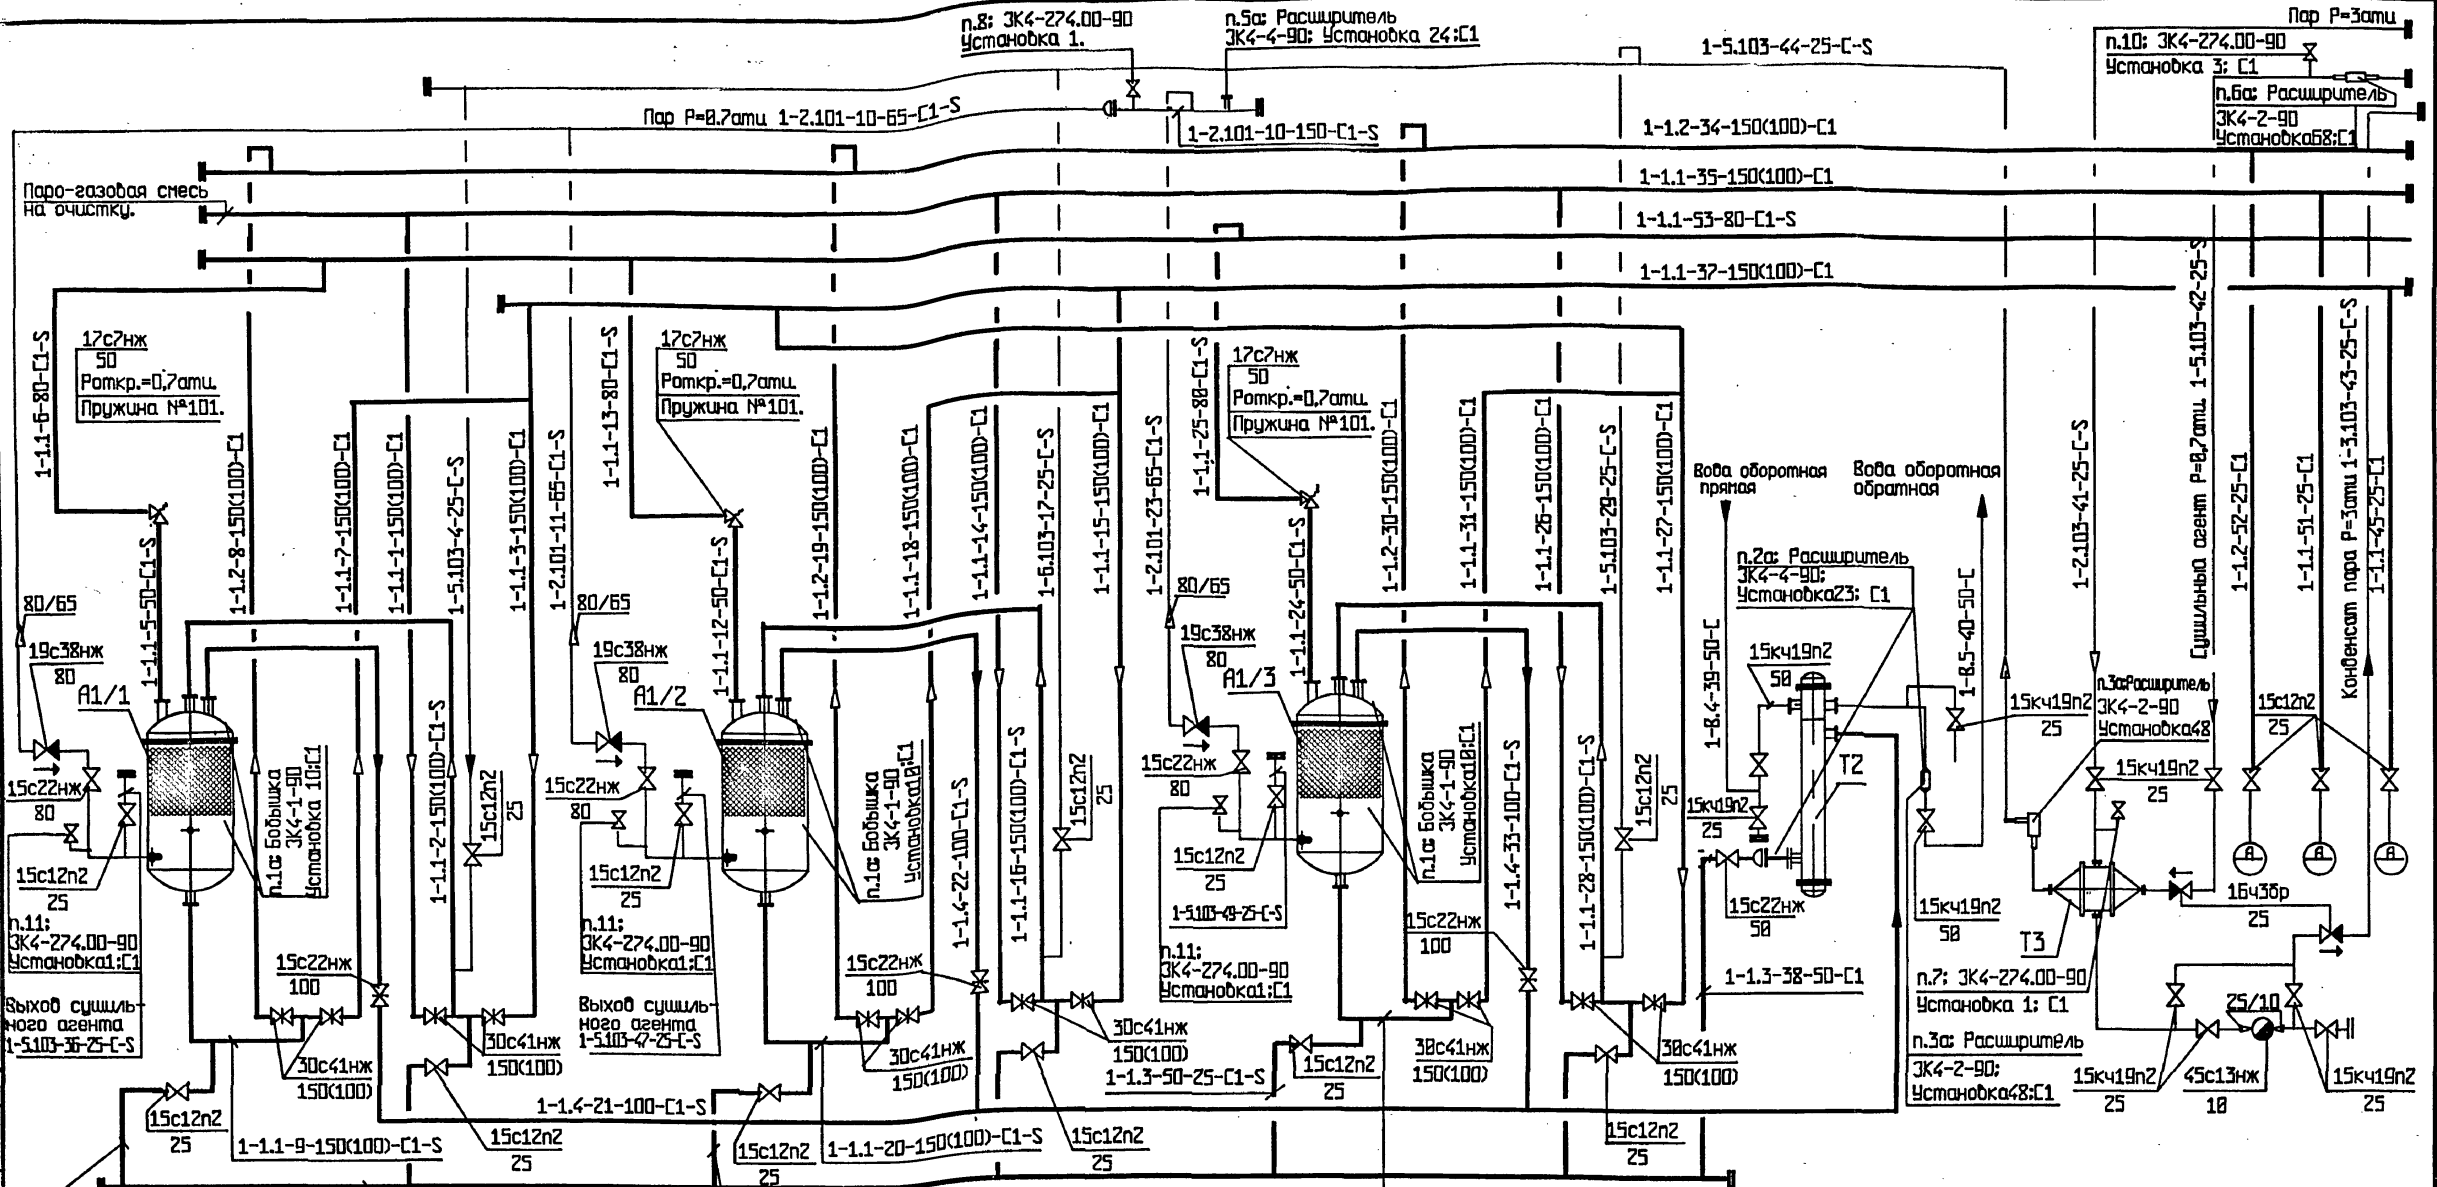 п.8: ЗК4-274.00-90
Установка 1.
п.5а: Расширитель
ЗК4-4-90; Установка 24;С1
1-5.103-44-25-С-S
Пар Р=3ати
п.10: ЗК4-274.00-90
Установка 3; С1
п.6а: Расширитель
ЗК4-2-90
Установка68;С1
Пар Р=0.7ати 1-2.101-10-65-С1-S
1-2.101-10-150-С1-S
1-1.2-34-150(100)-С1
Паро-газовая смесь
на очистку.
1-1.1-35-150(100)-С1
1-1.1-53-80-С1-S
1-1.1-37-150(100)-С1
1-1.1-6-80-С1-S
17с7нж
50
Роткр.=0,7ати.
Пружина №101.
1-1.1-5-50-С1-S
1-1.2-8-150(100)-С1
1-1.1-7-150(100)-С1
1-1.1-1-150(100)-С1
1-5.103-4-25-С-S
1-1.1-3-150(100)-С1
1-2.101-11-65-С1-S
1-1.1-13-80-С1-S
17с7нж
50
Роткр.=0,7ати.
Пружина №101.
1-1.1-12-50-С1-S
1-1.2-19-150(100)-С1
1-1.1-18-150(100)-С1
1-1.1-14-150(100)-С1
1-6.103-17-25-С-S
1-1.1-15-150(100)-С1
1-2.101-23-65-С1-S
1-1.1-25-80-С1-S
17с7нж
50
Роткр.=0,7ати.
Пружина №101.
1-1.1-24-50-С1-S
1-1.2-30-150(100)-С1
1-1.1-31-150(100)-С1
1-1.1-26-150(100)-С1
1-5.103-29-25-С-S
1-1.1-27-150(100)-С1
Вода оборотная
прямая
Вода оборотная
обратная
п.2а: Расширитель
ЗК4-4-90;
Установка23; С1
1-8.4-39-50-С
1-8.5-40-50-С
1-2.103-41-25-С-S
Сушильный агент Р=0,7ати. 1-5.103-42-25-S
1-1.2-52-25-С1
1-1.1-51-25-С1
Конденсат пара Р=3ати 1-3.103-43-25-С-S
1-1.1-45-25-С1
80/65
19с38нж
80
А1/1
15с22нж
80
15с12п2
25
п.11;
ЗК4-274.00-90
Установка1;С1
Выход сушиль-
ного агента
1-5.103-36-25-С-S
п.1а: Бобышка
ЗК4-1-90
Установка 10;С1
15с22нж
100
30с41нж
150(100)
1-1.1-2-150(100)-С1-S
15с12п2
25
30с41нж
150(100)
15с12п2
25
1-1.1-9-150(100)-С1-S
15с12п2
25
1-1.4-21-100-С1-S
80/65
19с38нж
80
А1/2
15с22нж
80
15с12п2
25
п.11;
ЗК4-274.00-90
Установка1;С1
Выход сушиль-
ного агента
1-5.103-47-25-С-S
п.1а: Бобышка
ЗК4-1-90
Установка10;С1
15с22нж
100
30с41нж
150(100)
1-1.4-22-100-С1-S
1-1.1-16-150(100)-С1-S
15с12п2
25
30с41нж
150(100)
15с12п2
25
1-1.1-20-150(100)-С1-S
15с12п2
25
80/65
19с38нж
80
А1/3
15с22нж
80
15с12п2
25
1-5.103-49-25-С-S
п.11;
ЗК4-274.00-90
Установка1;С1
1-1.3-50-25-С1-S
15с12п2
25
п.1а: Бобышка
ЗК4-1-90
Установка10;С1
15с22нж
100
30с41нж
150(100)
1-1.4-33-100-С1-S
1-1.1-28-150(100)-С1-S
15с12п2
25
30с41нж
150(100)
15с12п2
25
15кч19п2
50
15кч19п2
25
Т2
15с22нж
50
1-1.3-38-50-С1
15кч19п2
25
15кч19п2
50
п.3а:Расширитель
ЗК4-2-90
Установка48
15кч19п2
25
15с12п2
25
А
А
А
16ч3бр
25
Т3
п.7; ЗК4-274.00-90
Установка 1; С1
25/10
п.3а: Расширитель
ЗК4-2-90;
Установка48;С1
15кч19п2
25
45с13нж
10
15кч19п2
25